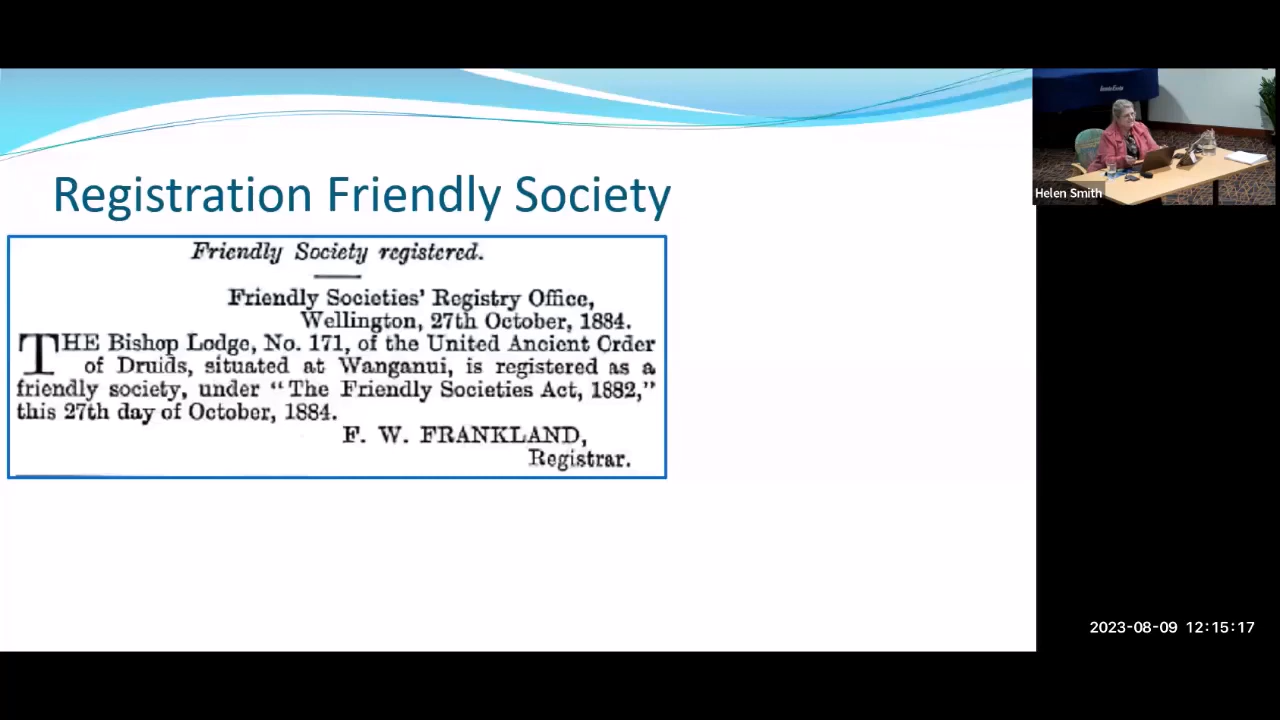 Registration Friendly Society
Friendly Society registered.
Friendly Societies' Registry Office,
Wellington, 27th October, 1884.
THE Bishop Lodge, No. 171, of the United Ancient Order
of Druids, situated at Wanganui, is registered as a
friendly society, under "The Friendly Societies Act, 1882,"
this 27th day of October, 1884.
F. W. FRANKLAND,
Registrar.
Helen Smith
2023-08-09 12:15:17